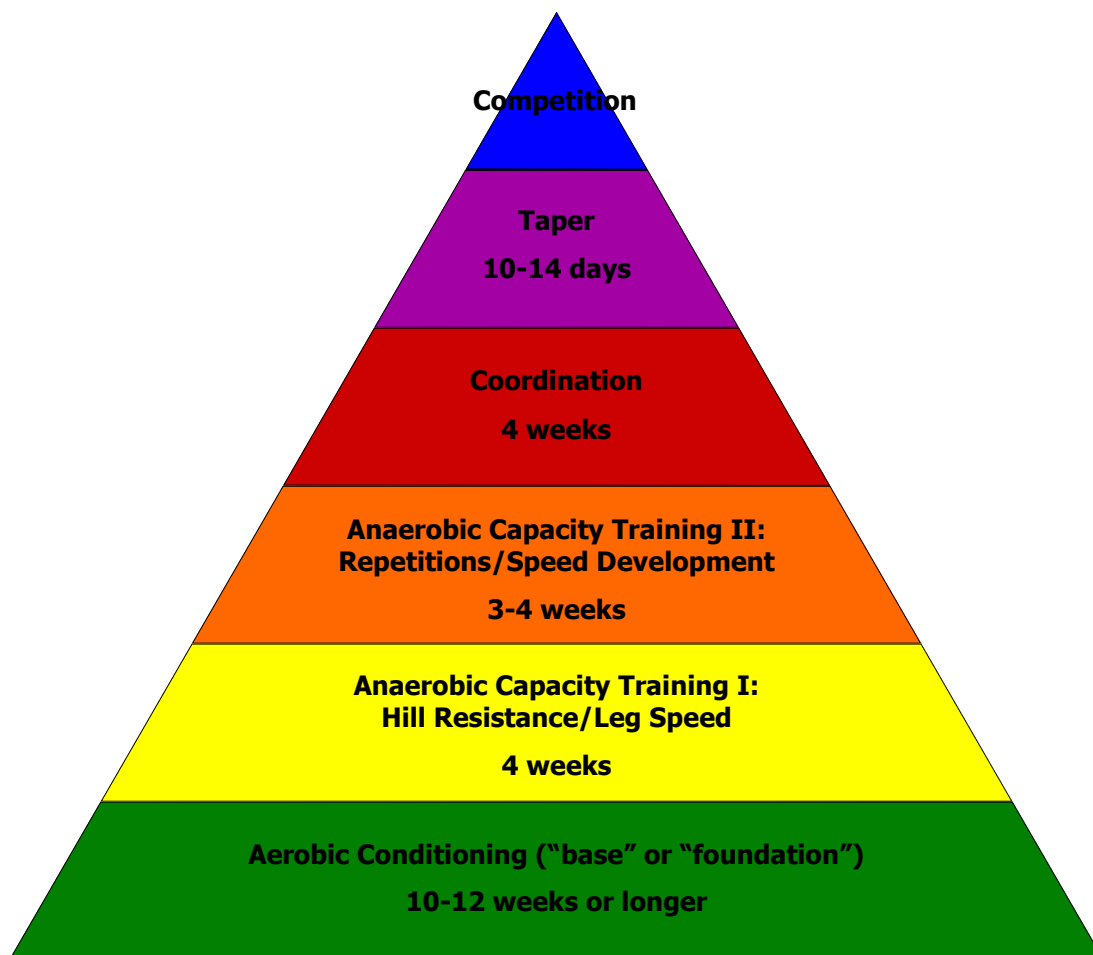 Competition
Taper
10-14 days
Coordination
4 weeks
Anaerobic Capacity Training II:
Repetitions/Speed Development
3-4 weeks
Anaerobic Capacity Training I:
Hill Resistance/Leg Speed
4 weeks
Aerobic Conditioning (“base” or “foundation”)
10-12 weeks or longer